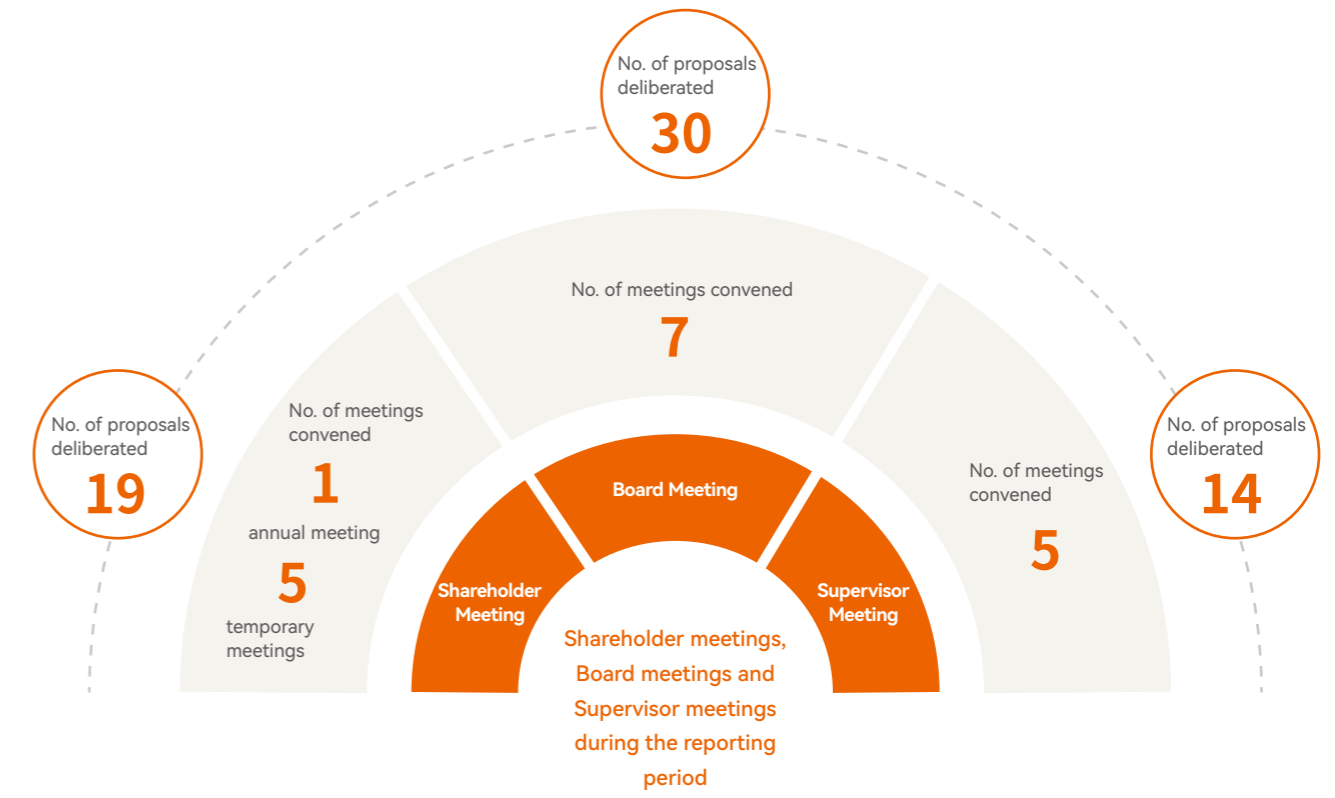 No. of proposals
deliberated
30
No. of meetings convened
7
No. of proposals
deliberated
19
No. of meetings
convened
1
annual meeting
5
temporary
meetings
No. of proposals
deliberated
14
No. of meetings
convened
5
Board Meeting
Shareholder
Meeting
Supervisor
Meeting
Shareholder meetings,
Board meetings and
Supervisor meetings
during the reporting
period